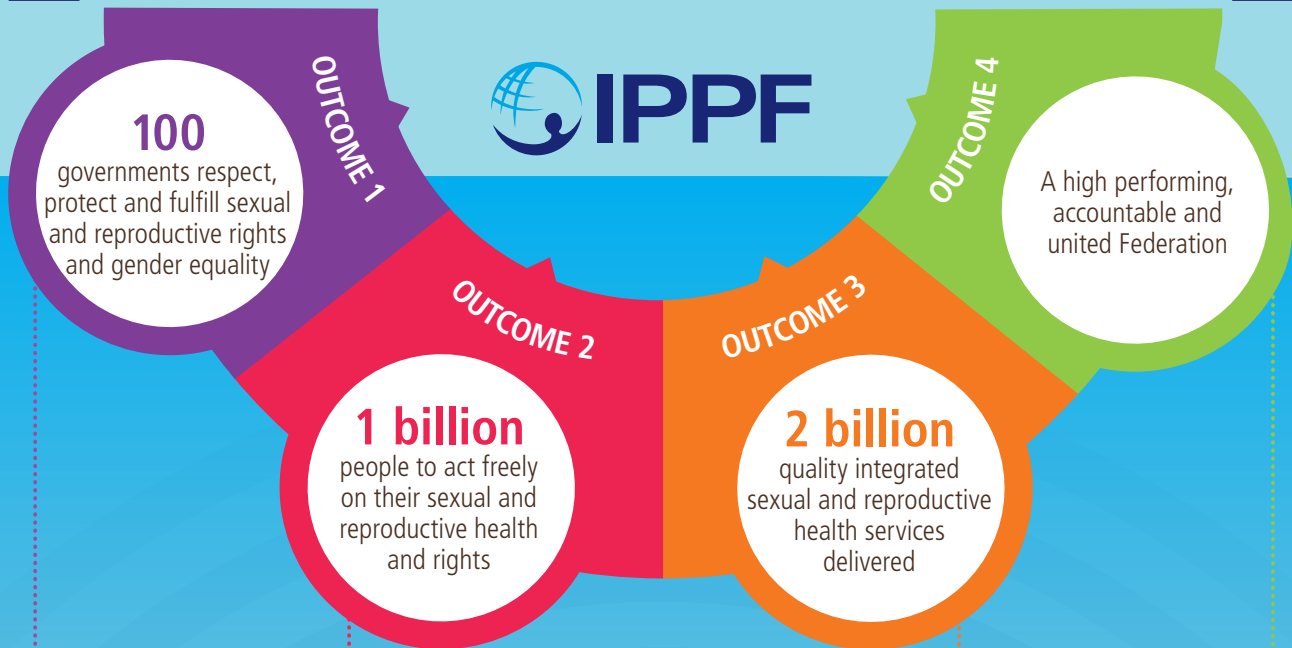 IPPF
OUTCOME 1
100
governments respect,
protect and fulfill sexual
and reproductive rights
and gender equality
OUTCOME 2
1 billion
people to act freely
on their sexual and
reproductive health
and rights
OUTCOME 3
2 billion
quality integrated
sexual and reproductive
health services
delivered
OUTCOME 4
A high performing,
accountable and
united Federation